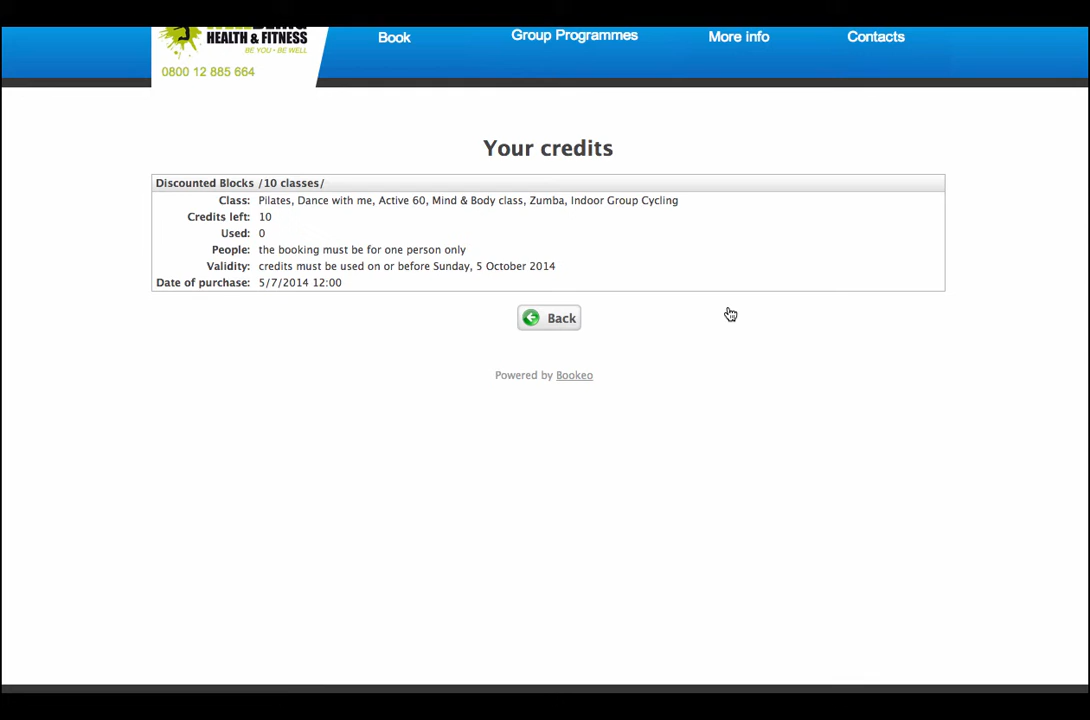 HEALTH & FITNESS
BE YOU • BE WELL
0800 12 885 664
Book
Group Programmes
More info
Contacts
Your credits
Discounted Blocks /10 classes/
Class: Pilates, Dance with me, Active 60, Mind & Body class, Zumba, Indoor Group Cycling
Credits left: 10
Used: 0
People: the booking must be for one person only
Validity: credits must be used on or before Sunday, 5 October 2014
Date of purchase: 5/7/2014 12:00
Back
Powered by Bookeo